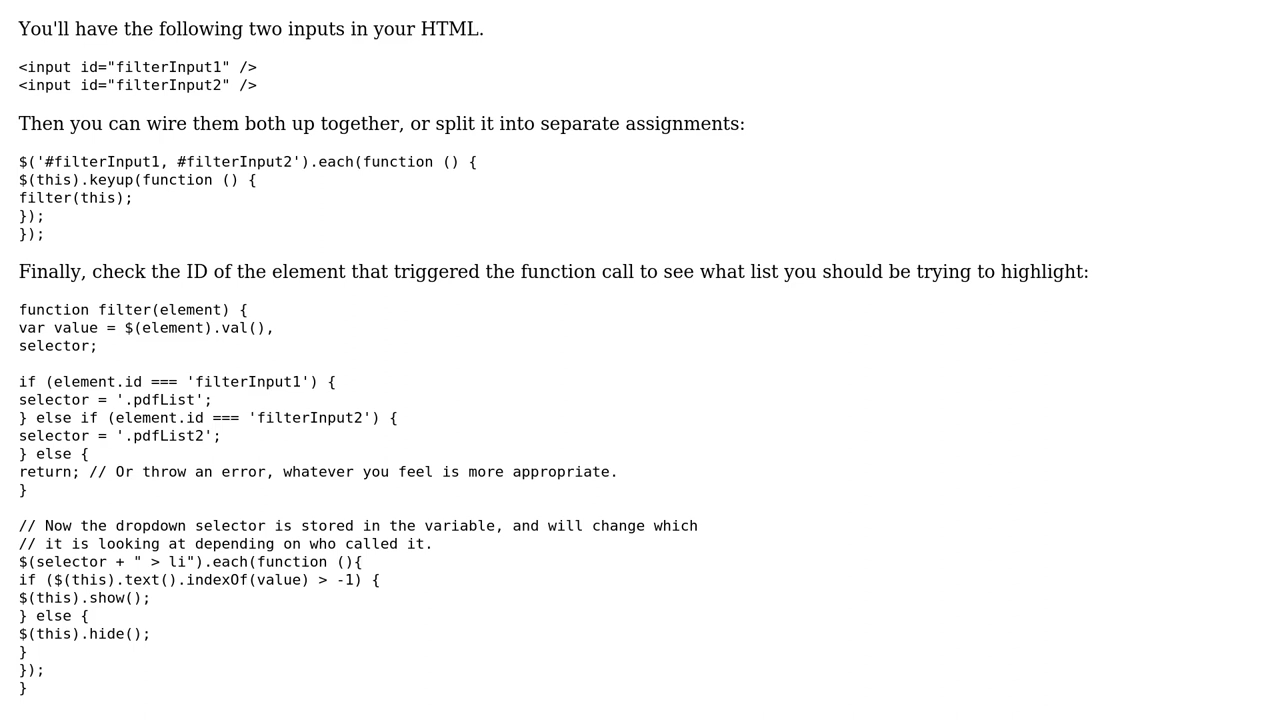 You'll have the following two inputs in your HTML.
<input id="filterInput1" />
<input id="filterInput2" />
Then you can wire them both up together, or split it into separate assignments:
$('#filterInput1, #filterInput2').each(function () {
$(this).keyup(function () {
filter(this);
});
});
Finally, check the ID of the element that triggered the function call to see what list you should be trying to highlight:
function filter(element) {
var value = $(element).val(),
selector;
if (element.id === 'filterInput1') {
selector = '.pdfList';
} else if (element.id === 'filterInput2') {
selector = '.pdfList2';
} else {
return; // Or throw an error, whatever you feel is more appropriate.
}
// Now the dropdown selector is stored in the variable, and will change which
// it is looking at depending on who called it.
$(selector + " > li").each(function (){
if ($(this).text().indexOf(value) > -1) {
$(this).show();
} else {
$(this).hide();
}
});
}